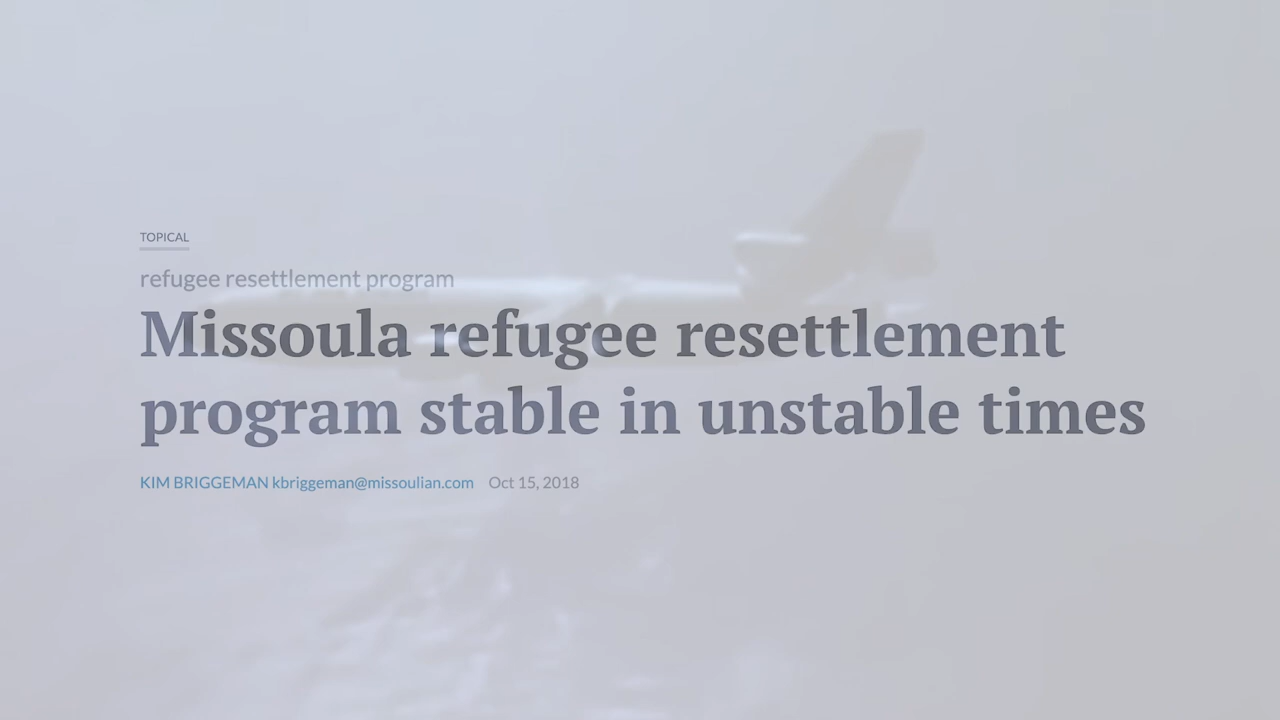 TOPICAL
refugee resettlement program
Missoula refugee resettlement
program stable in unstable times
KIM BRIGGEMAN kbriggeman@missoulian.com Oct 15, 2018